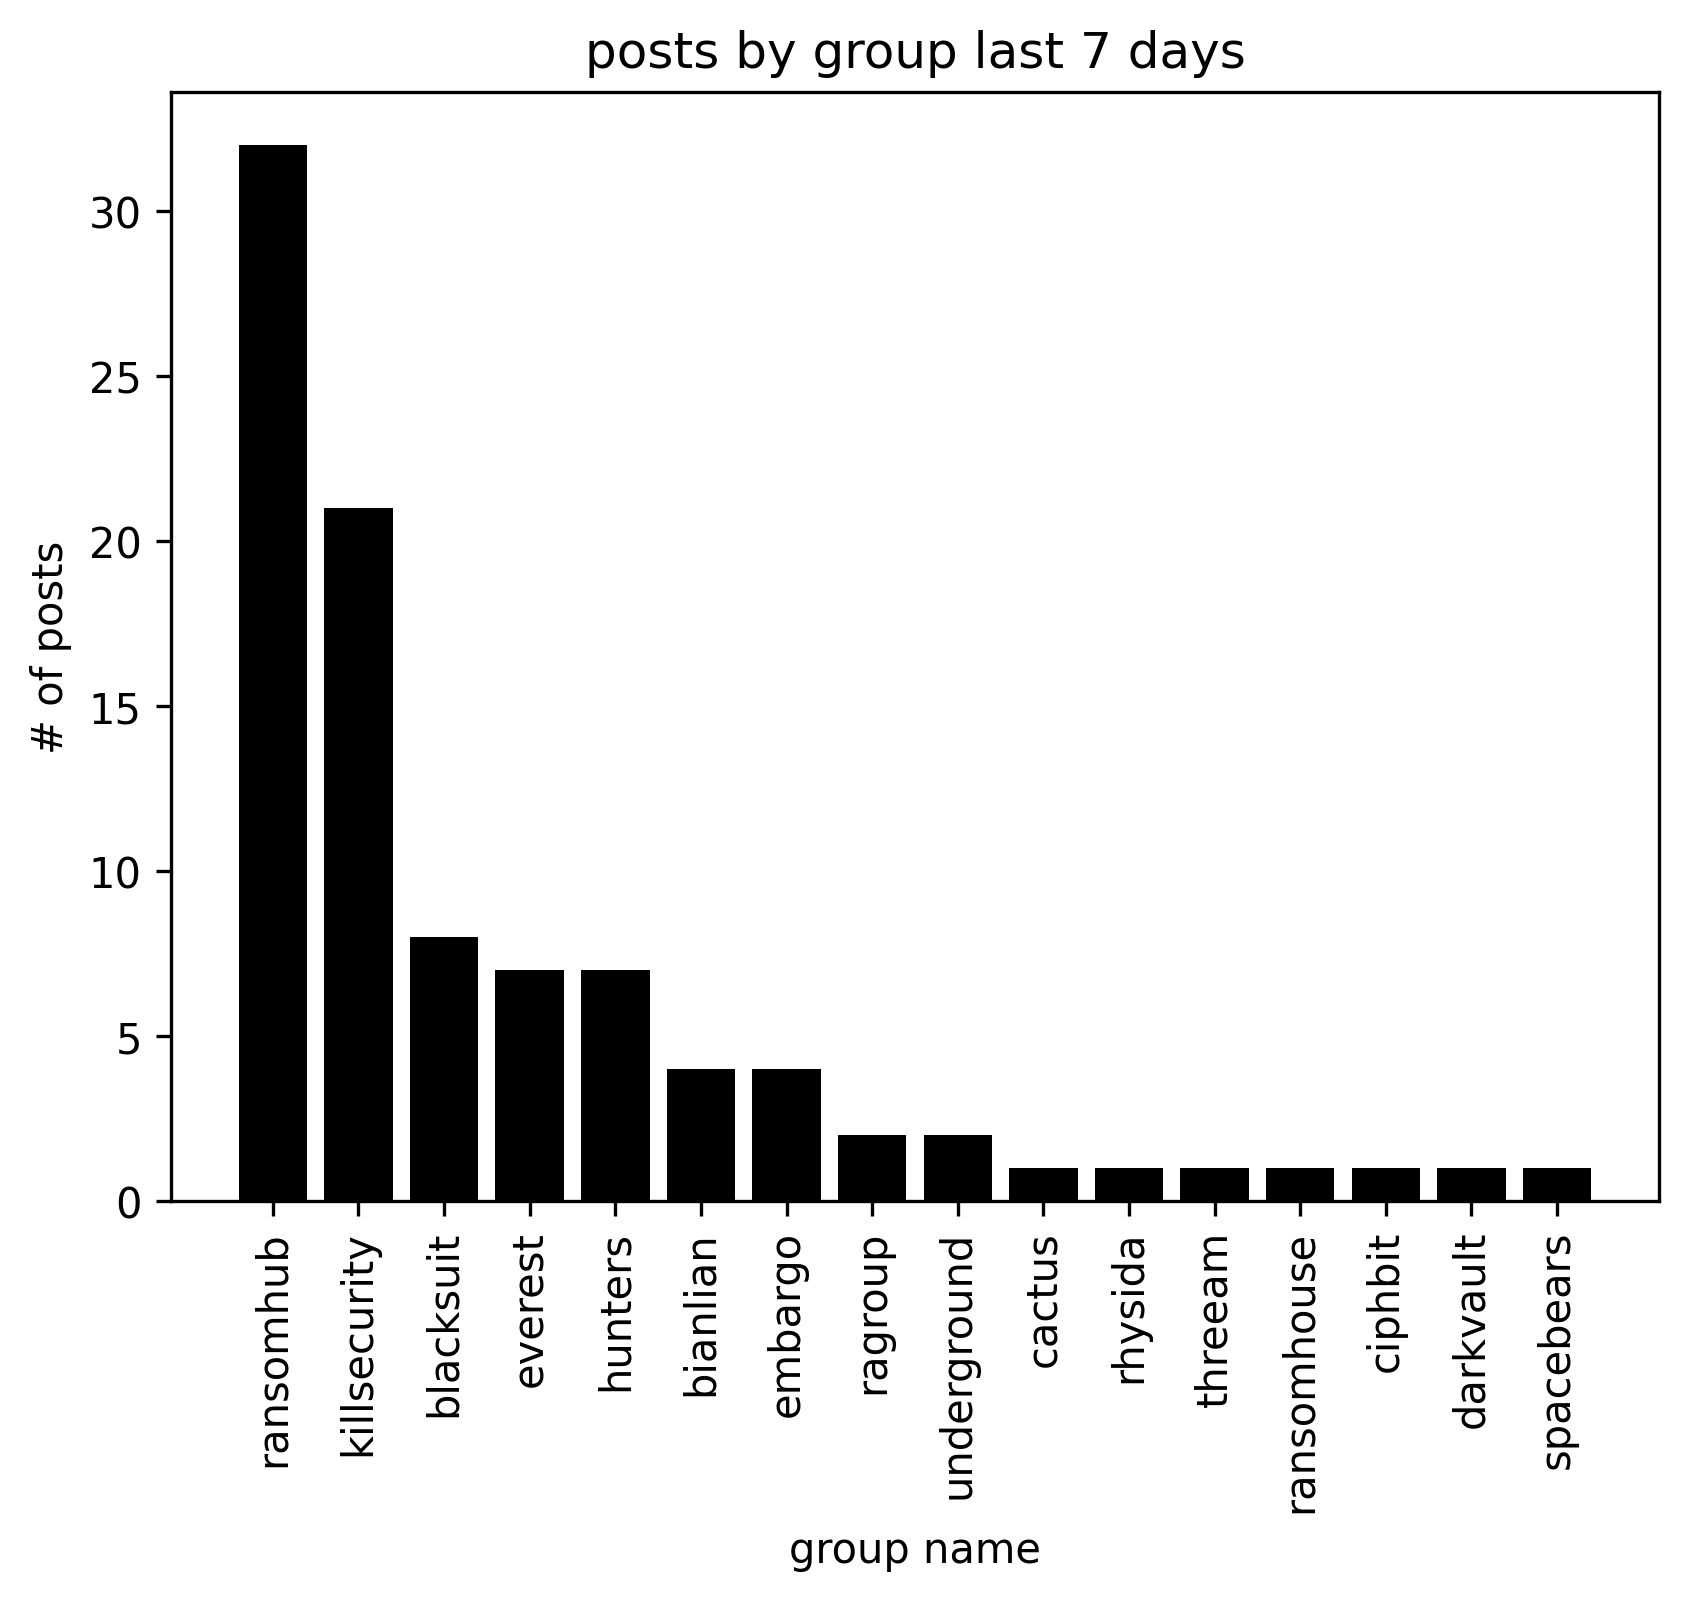 posts by group last 7 days
# of posts
30
25
20
15
10
5
0
ransomhub
killsecurity
blacksuit
everest
hunters
bianlian
embargo
ragroup
underground
cactus
rhysida
threeam
ransomhouse
ciphbit
darkvault
spacebears
group name